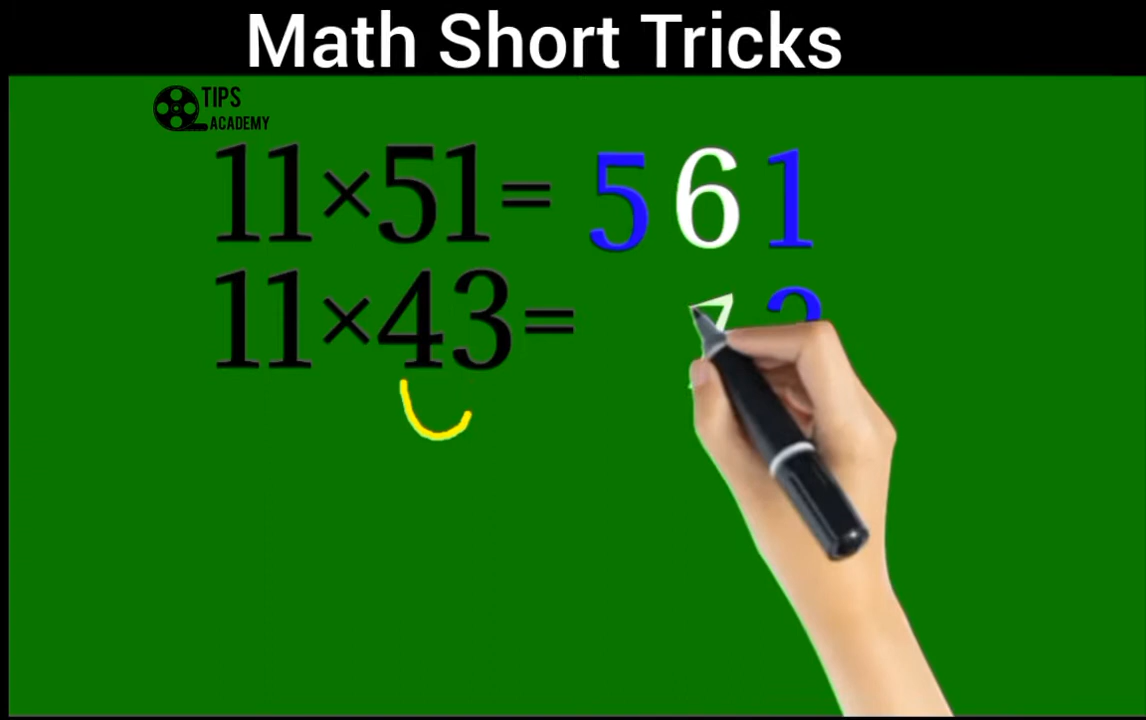 Math Short Tricks
TIPS
ACADEMY
11×51= 561
11×43=